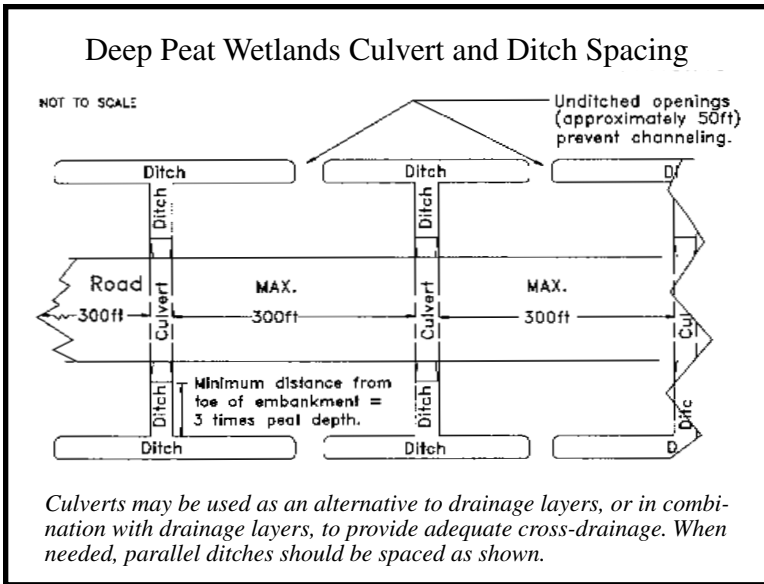 Deep Peat Wetlands Culvert and Ditch Spacing
NOT TO SCALE
Unditched openings
(approximately 50ft)
prevent channeling.
Ditch
Ditch
Di
Ditch
Ditch
Road
MAX.
MAX.
300ft
Culvert
300ft
Culvert
300ft
Cul
Minimum distance from
toe of embankment =
3 times peat depth.
Ditch
Ditch
Ditc
Ditch
Ditch
D
Culverts may be used as an alternative to drainage layers, or in combi-
nation with drainage layers, to provide adequate cross-drainage. When
needed, parallel ditches should be spaced as shown.